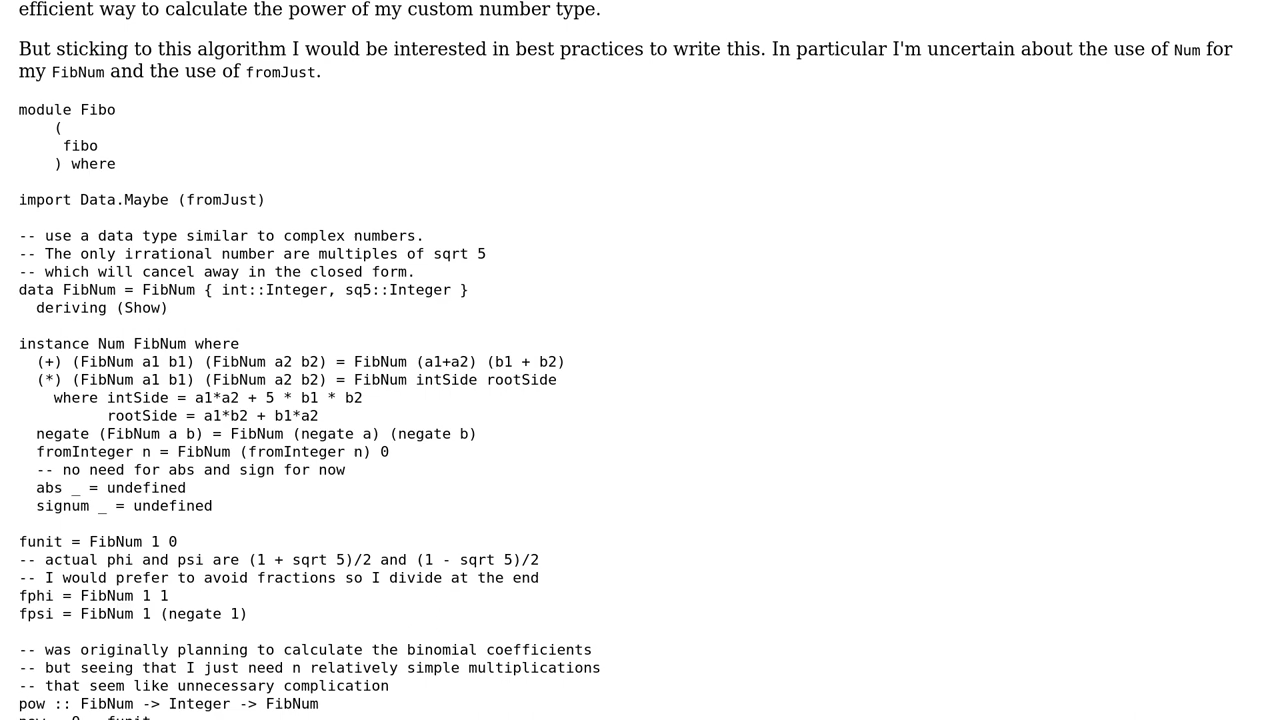 efficient way to calculate the power of my custom number type.
But sticking to this algorithm I would be interested in best practices to write this. In particular I'm uncertain about the use of Num for
my FibNum and the use of fromJust.
module Fibo
    (
     fibo
    ) where
import Data.Maybe (fromJust)
-- use a data type similar to complex numbers.
-- The only irrational number are multiples of sqrt 5
-- which will cancel away in the closed form.
data FibNum = FibNum { int::Integer, sq5::Integer }
  deriving (Show)
instance Num FibNum where
  (+) (FibNum a1 b1) (FibNum a2 b2) = FibNum (a1+a2) (b1 + b2)
  (*) (FibNum a1 b1) (FibNum a2 b2) = FibNum intSide rootSide
    where intSide = a1*a2 + 5 * b1 * b2
          rootSide = a1*b2 + b1*a2
  negate (FibNum a b) = FibNum (negate a) (negate b)
  fromInteger n = FibNum (fromInteger n) 0
  -- no need for abs and sign for now
  abs _ = undefined
  signum _ = undefined
funit = FibNum 1 0
-- actual phi and psi are (1 + sqrt 5)/2 and (1 - sqrt 5)/2
-- I would prefer to avoid fractions so I divide at the end
fphi = FibNum 1 1
fpsi = FibNum 1 (negate 1)
-- was originally planning to calculate the binomial coefficients
-- but seeing that I just need n relatively simple multiplications
-- that seem like unnecessary complication
pow :: FibNum -> Integer -> FibNum